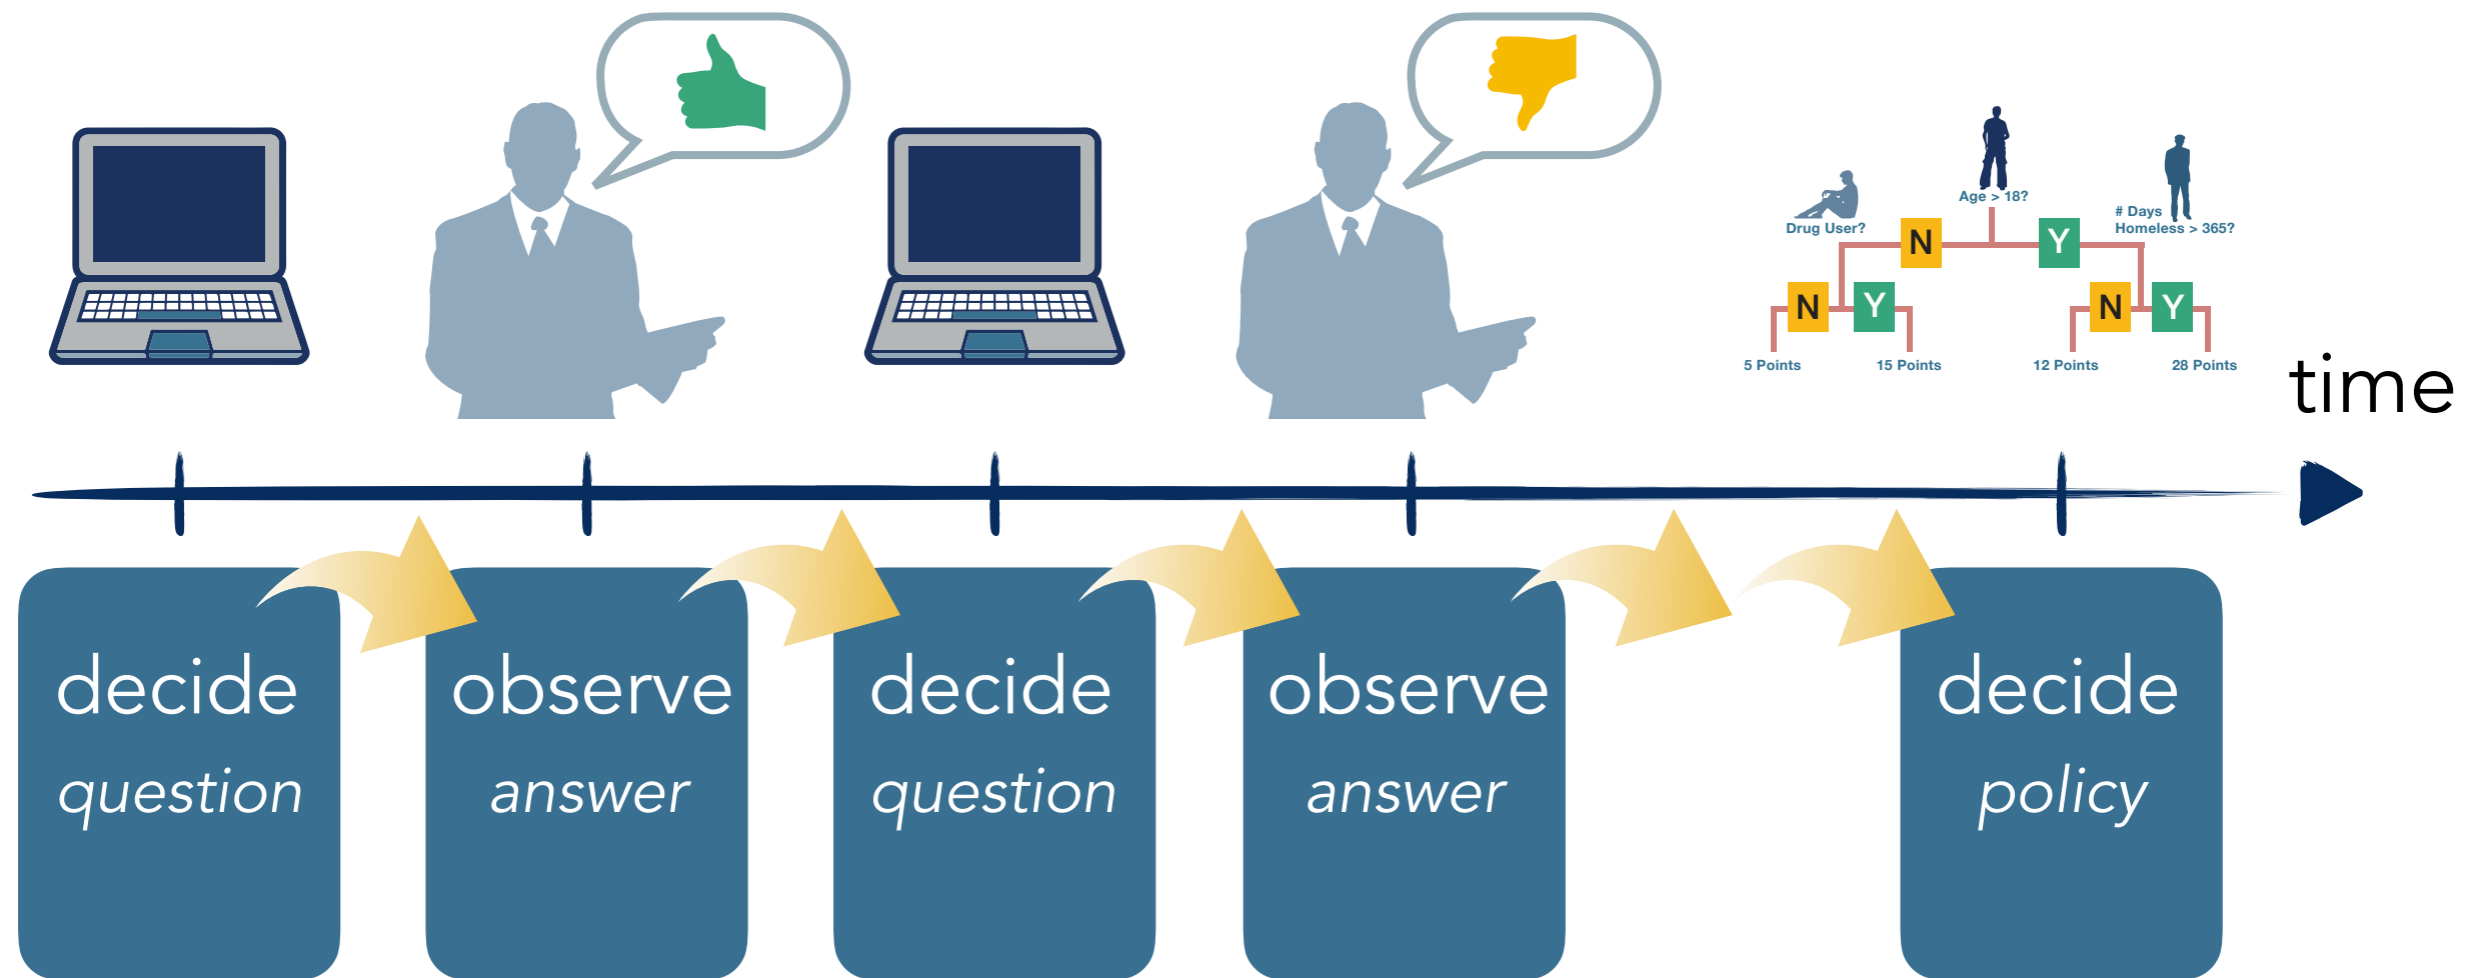 Age > 18?
Drug User?
# Days
Homeless > 365?
N
Y
N
Y
N
Y
5 Points
15 Points
12 Points
28 Points
time
decide
question
observe
answer
decide
question
observe
answer
decide
policy